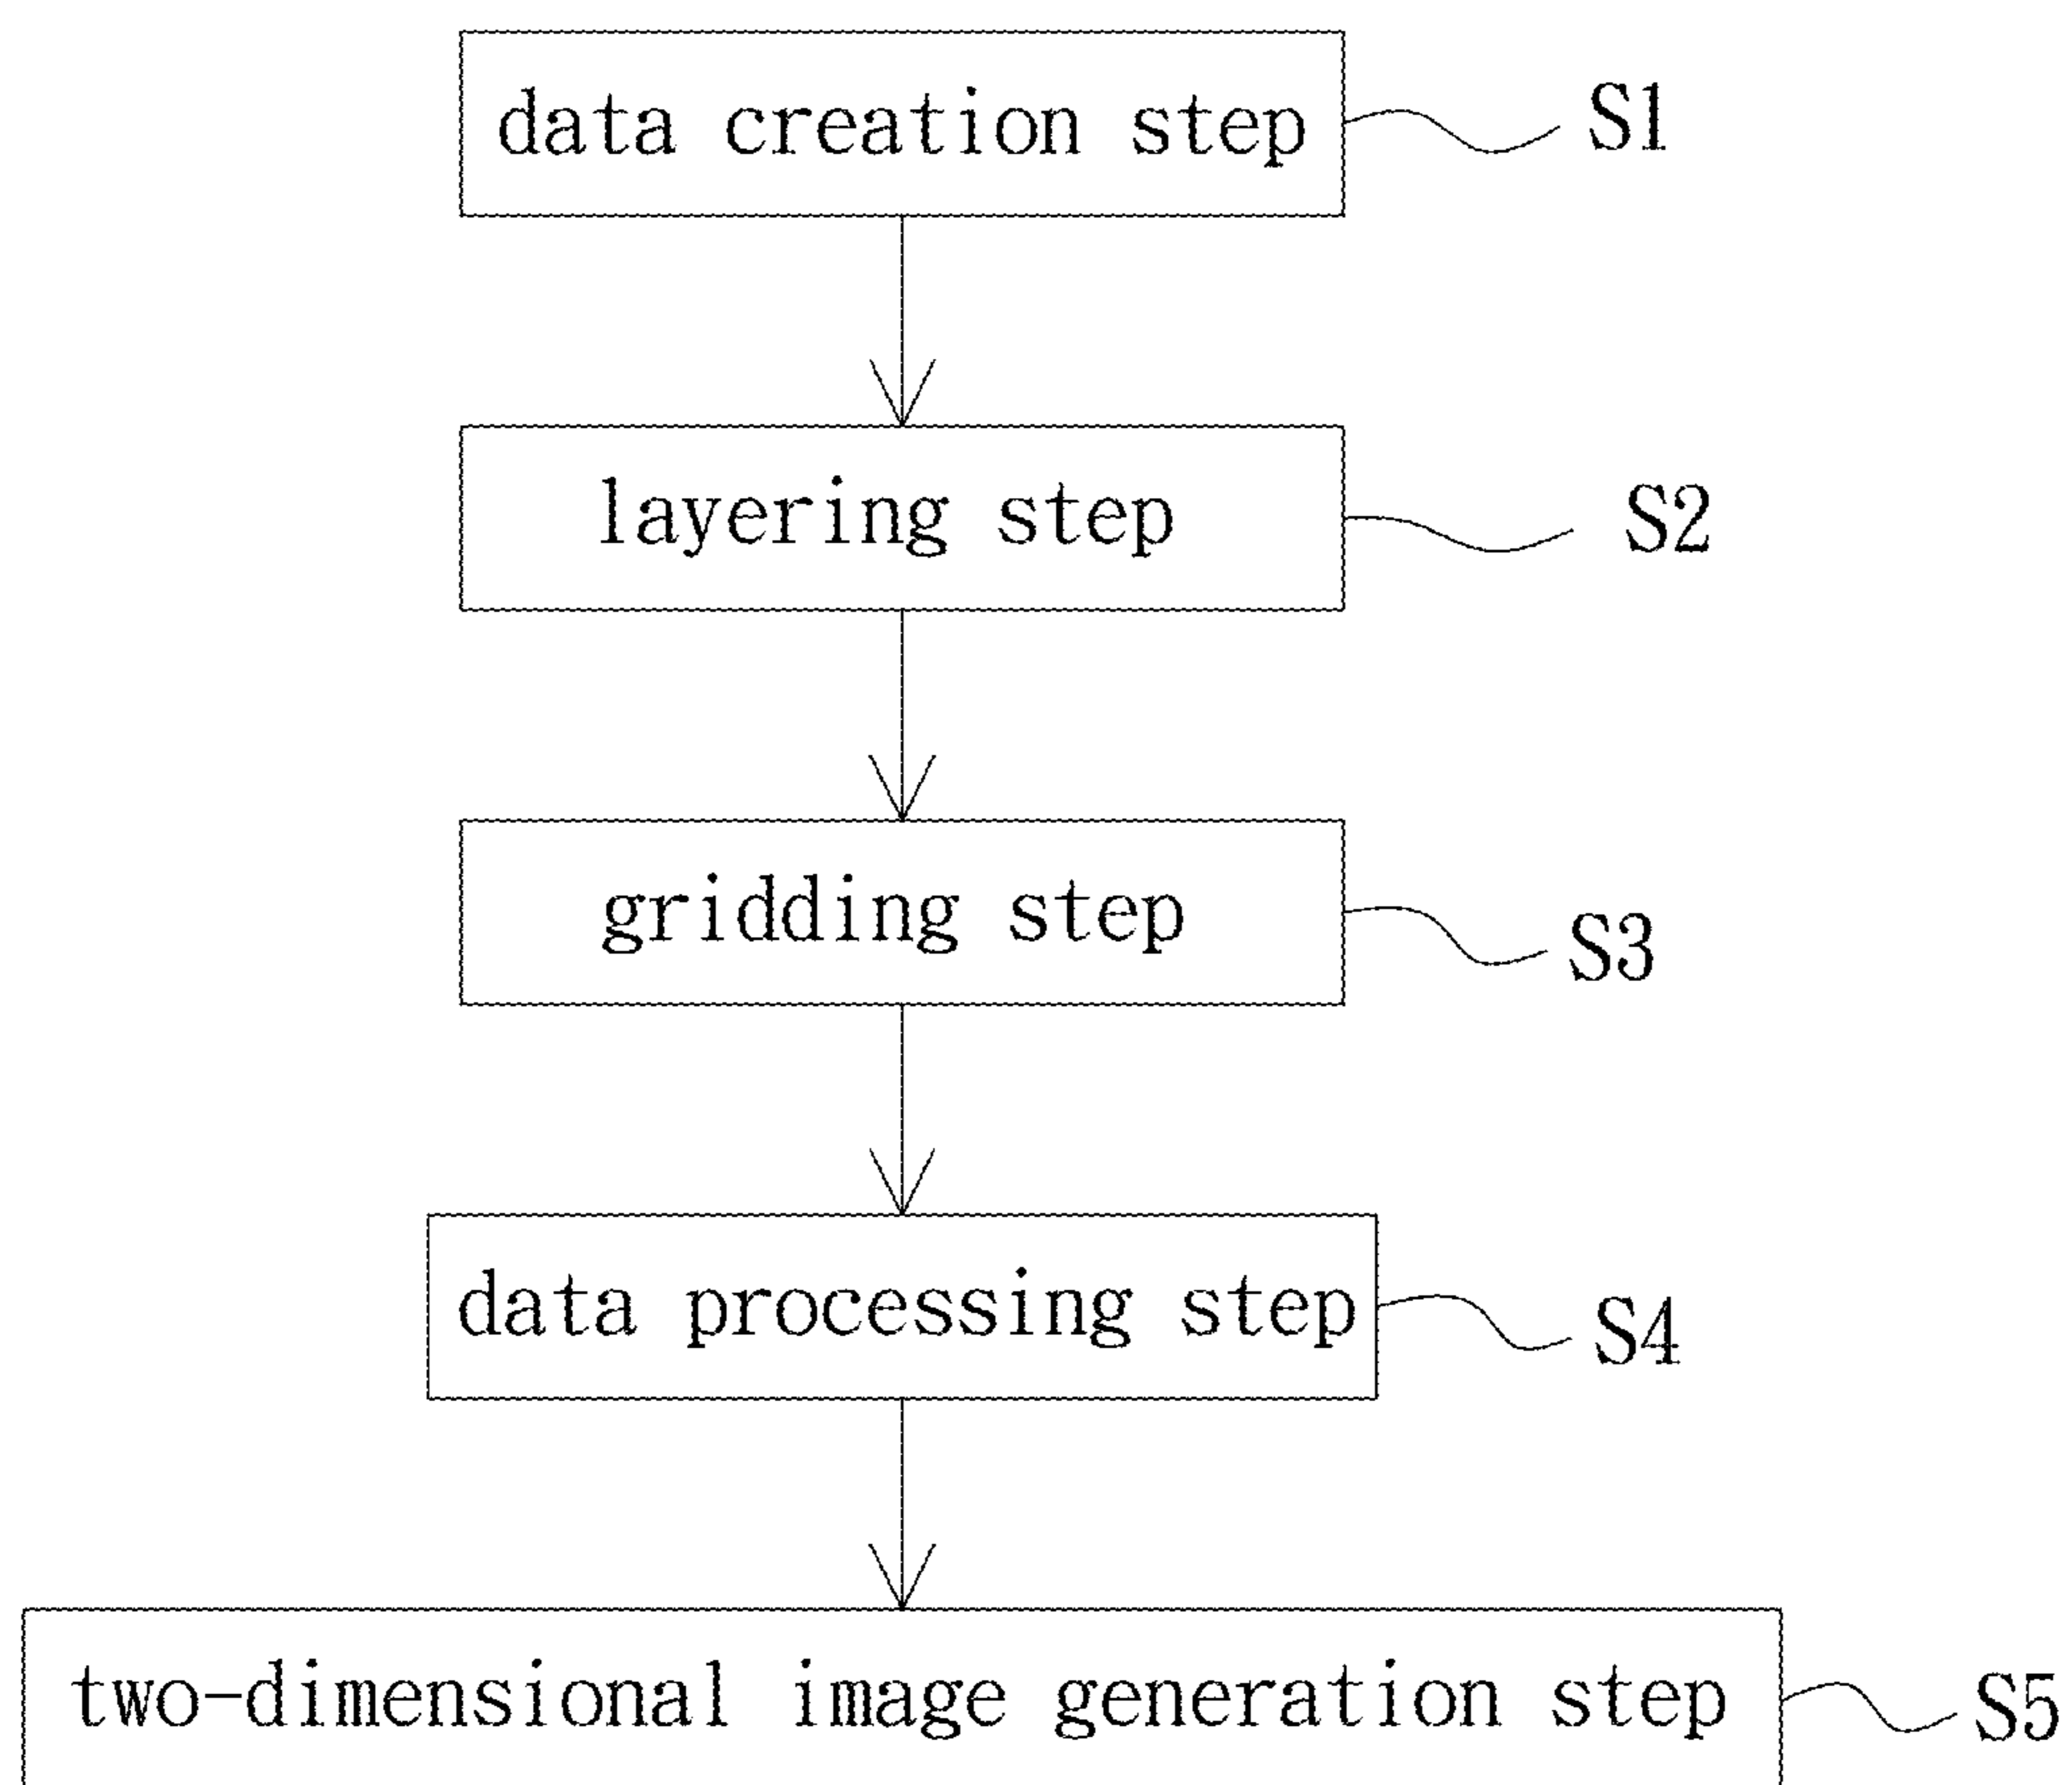 data creation step S1
layering step S2
gridding step S3
data processing step S4
two-dimensional image generation step S5